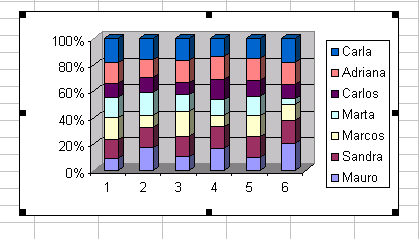 100%
80%
60%
40%
20%
0%
1 2 3 4 5 6
Carla
Adriana
Carlos
Marta
Marcos
Sandra
Mauro